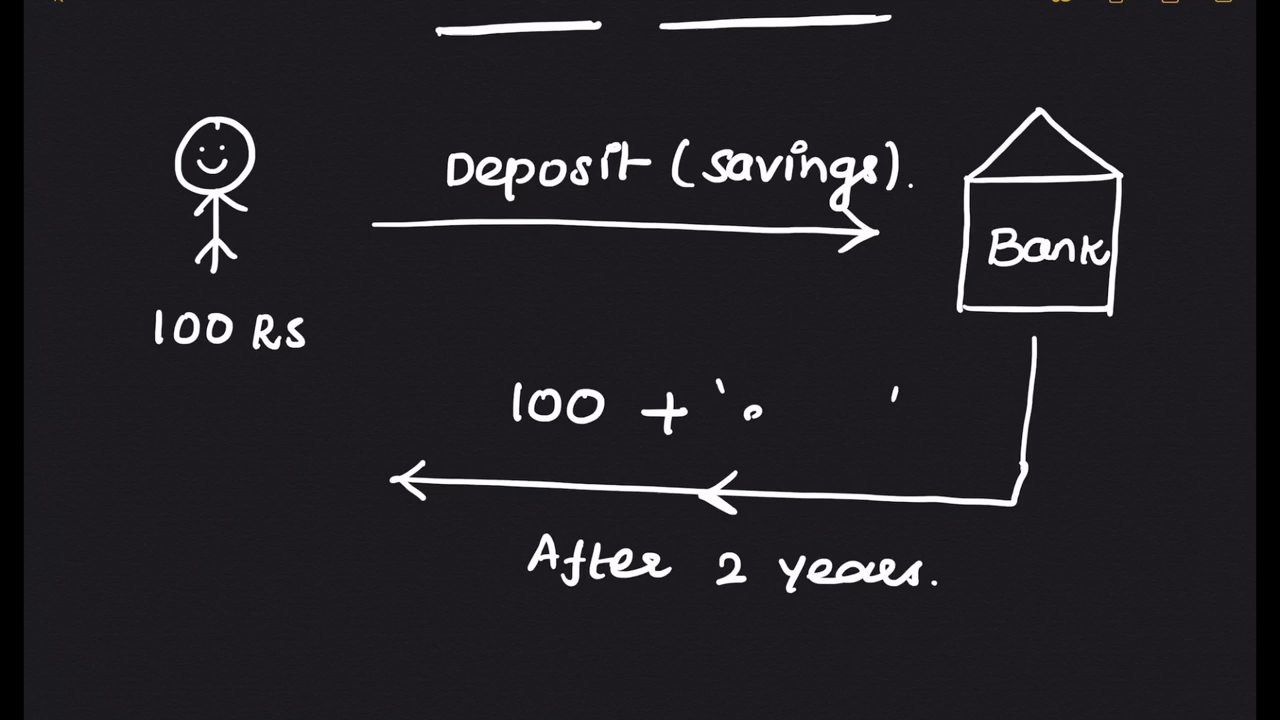 Deposit (savings).
Bank
100 RS
100 +
After 2 years.